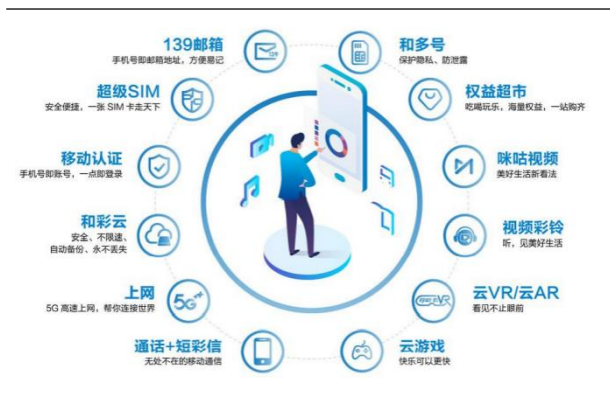 139邮箱
手机号即邮箱地址，方便易记
和多号
保护隐私、防泄露
超级SIM
安全便捷，一张 SIM 卡走天下
权益超市
吃喝玩乐，海量权益，一站购齐
移动认证
手机号即账号，一点即登录
咪咕视频
美好生活新看法
和彩云
安全、不限速、
自动备份、永不丢失
视频彩铃
听，见美好生活
上网
5G 高速上网，帮你连接世界
5G
云VR/云AR
看见不止眼前
通话+短彩信
无处不在的移动通信
云游戏
快乐可以更快